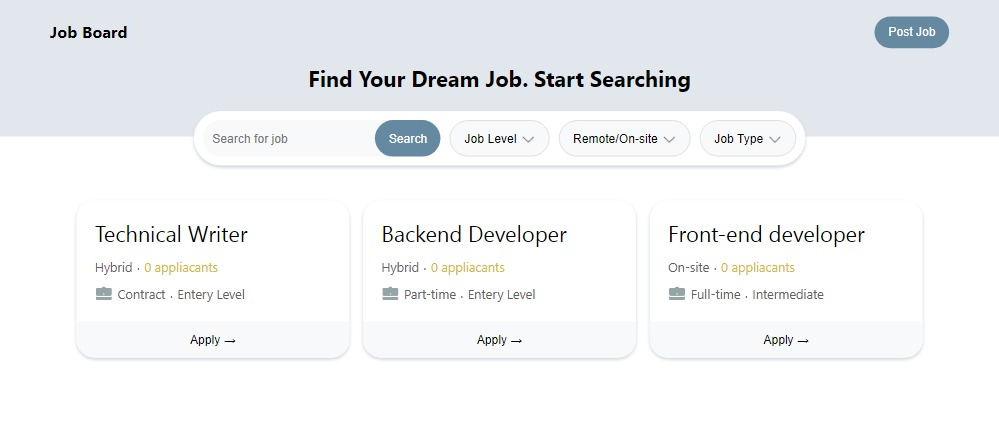 Job Board
Post Job
Find Your Dream Job. Start Searching
Search for job
Search
Job Level
Remote/On-site
Job Type
Technical Writer
Hybrid · 0 appliacants
Contract · Entery Level
Apply →
Backend Developer
Hybrid · 0 appliacants
Part-time · Entery Level
Apply →
Front-end developer
On-site · 0 appliacants
Full-time · Intermediate
Apply →